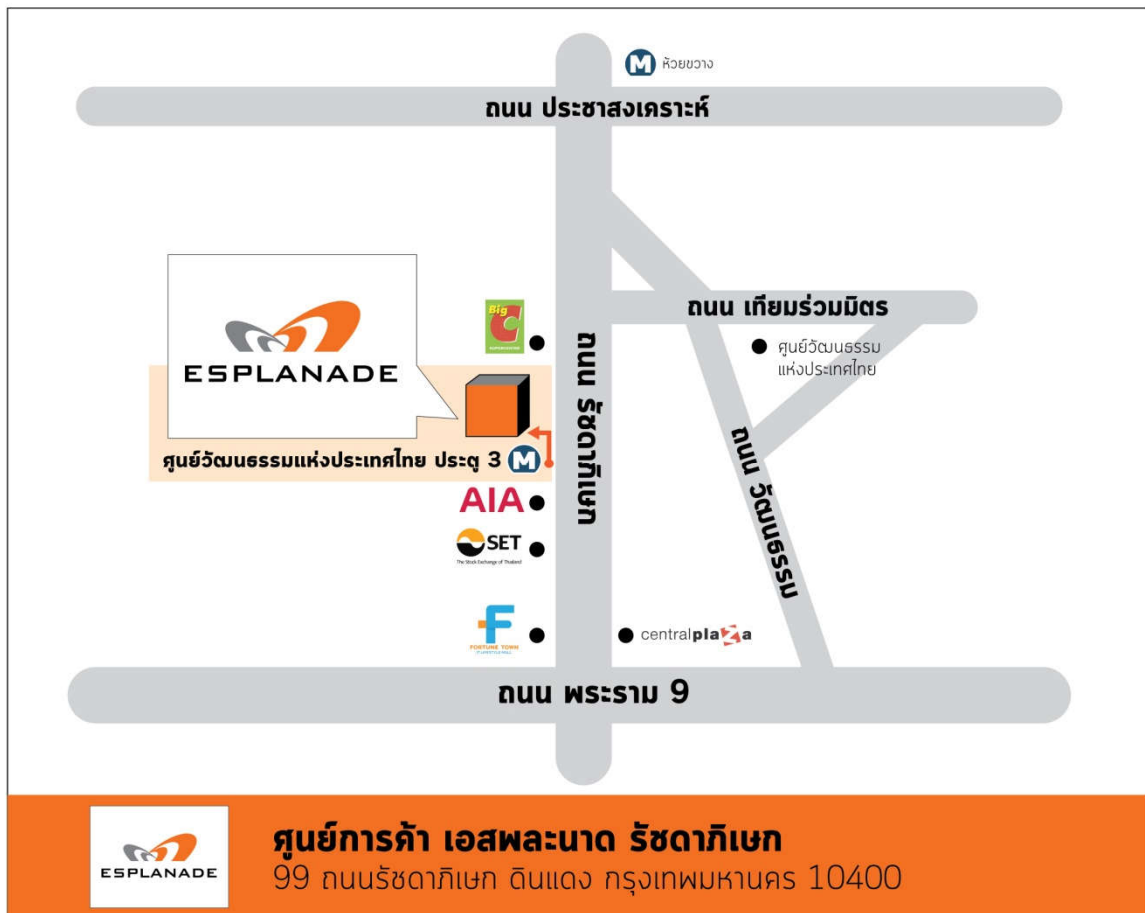 M ห้วยขวาง
ถนน ประชาสงเคราะห์
Big
C
SUPERCENTER
ถนน เทียมร่วมมิตร
ศูนย์วัฒนธรรม
แห่งประเทศไทย
ESPLANADE
ถนน รัชดาภิเษก
ศูนย์วัฒนธรรมแห่งประเทศไทย ประตู 3 M
ถนน วัฒนธรรม
AIA
SET
The Stock Exchange of Thailand
F
FORTUNE TOWN
IT LIFESTYLE MALL
centralplaza
ถนน พระราม 9
ESPLANADE
ศูนย์การค้า เอสพละนาด รัชดาภิเษก
99 ถนนรัชดาภิเษก ดินแดง กรุงเทพมหานคร 10400